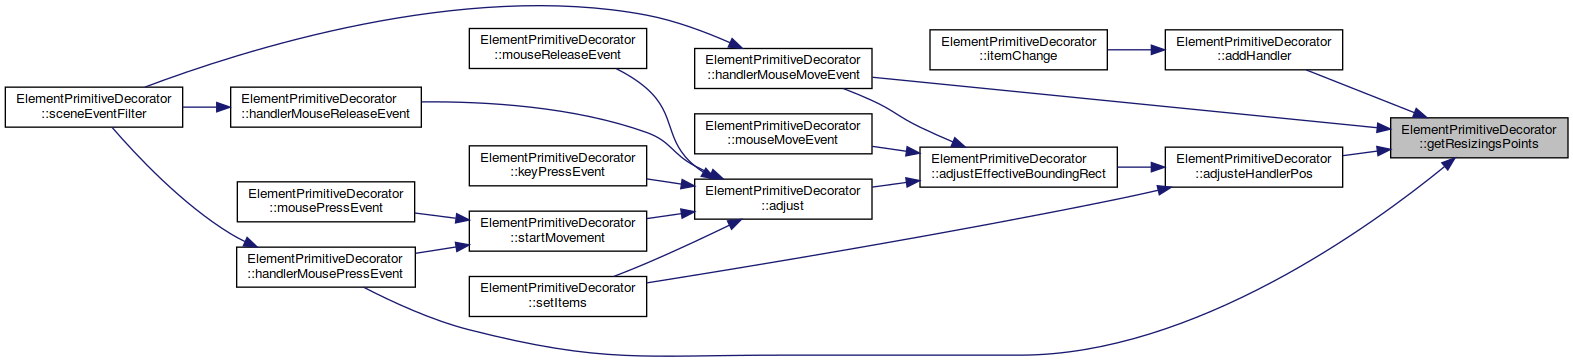 ElementPrimitiveDecorator
::sceneEventFilter
ElementPrimitiveDecorator
::handlerMouseReleaseEvent
ElementPrimitiveDecorator
::mousePressEvent
ElementPrimitiveDecorator
::handlerMousePressEvent
ElementPrimitiveDecorator
::mouseReleaseEvent
ElementPrimitiveDecorator
::keyPressEvent
ElementPrimitiveDecorator
::startMovement
ElementPrimitiveDecorator
::setItems
ElementPrimitiveDecorator
::handlerMouseMoveEvent
ElementPrimitiveDecorator
::mouseMoveEvent
ElementPrimitiveDecorator
::adjust
ElementPrimitiveDecorator
::itemChange
ElementPrimitiveDecorator
::adjustEffectiveBoundingRect
ElementPrimitiveDecorator
::addHandler
ElementPrimitiveDecorator
::adjusteHandlerPos
ElementPrimitiveDecorator
::getResizingsPoints